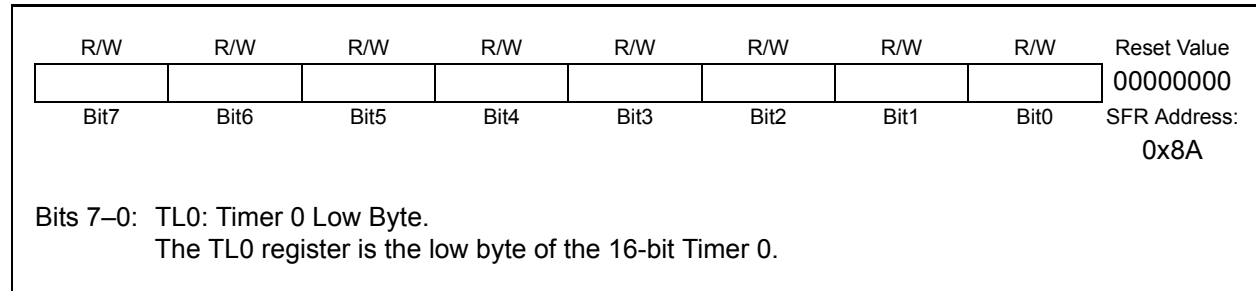 R/W R/W R/W R/W R/W R/W R/W R/W Reset Value
00000000
Bit7 Bit6 Bit5 Bit4 Bit3 Bit2 Bit1 Bit0 SFR Address:
0x8A
Bits 7–0: TL0: Timer 0 Low Byte.
The TL0 register is the low byte of the 16-bit Timer 0.